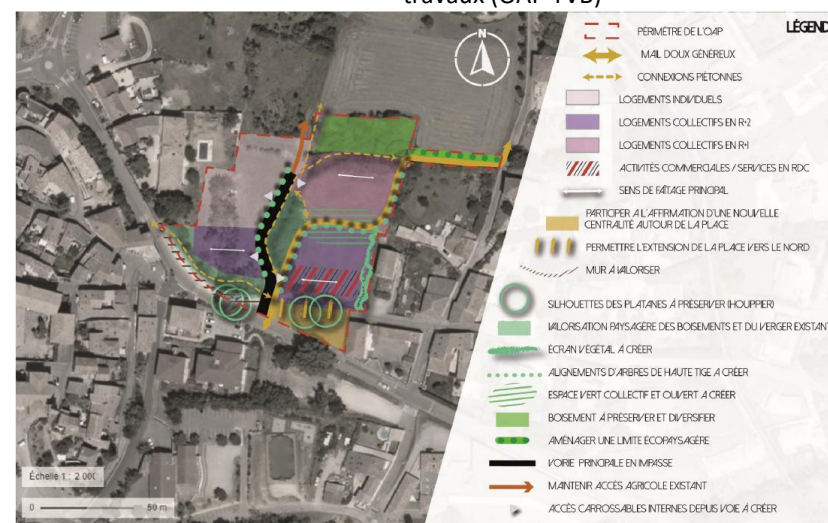 travaux (OAP TVB)
LÉGEND
PÉRIMÈTRE DE L'OAP
MAIL DOUX GÉNÉREUX
CONNEXIONS PIÉTONNES
LOGEMENTS INDIVIDUELS
LOGEMENTS COLLECTIFS EN R+2
LOGEMENTS COLLECTIFS EN R+1
ACTIVITÉS COMMERCIALES / SERVICES EN RDC
SENS DE FAÎTAGE PRINCIPAL
PARTICIPER A L'AFFIRMATION D'UNE NOUVELLE
CENTRALITÉ AUTOUR DE LA PLACE
PERMETTRE L'EXTENSION DE LA PLACE VERS LE NORD
MUR À VALORISER
SILHOUETTES DES PLATANES À PRÉSERVER (HOUPPIER)
VALORISATION PAYSAGÈRE DES BOISEMENTS ET DU VERGER EXISTANT
ÉCRAN VÉGÉTAL À CRÉER
ALIGNEMENTS D'ARBRES DE HAUTE TIGE A CRÉER
ESPACE VERT COLLECTIF ET OUVERT A CRÉER
BOISEMENT À PRÉSERVER ET DIVERSIFIER
AMÉNAGER UNE LIMITE ÉCOPAYSAGÈRE
VOIRIE PRINCIPALE EN IMPASSE
MAINTENIR ACCÈS AGRICOLE EXISTANT
ACCÈS CARROSSABLES INTERNES DEPUIS VOIE À CRÉER
N
Échelle 1 : 2 000
0 50 m